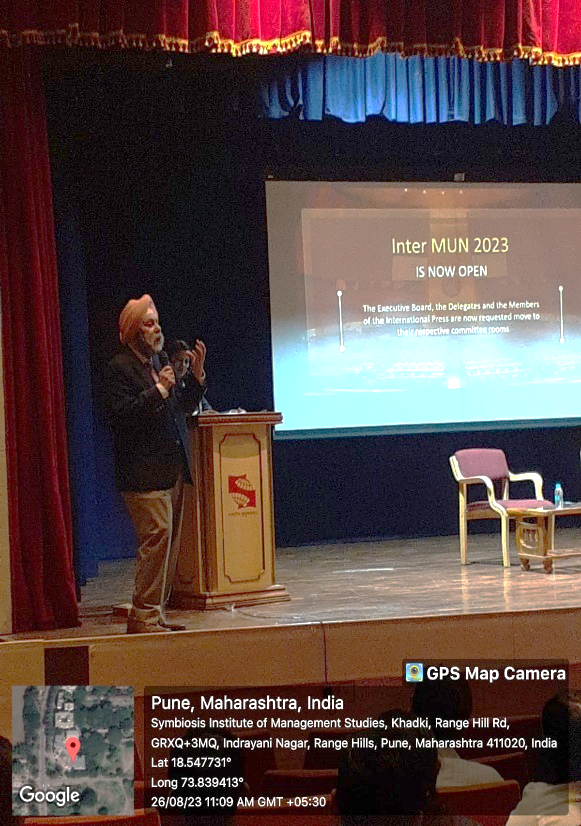 Inter MUN 2023
IS NOW OPEN
The Executive Board, the Delegates and the Members
of the International Press are now requested move to
their respective committee rooms
GPS Map Camera
Pune, Maharashtra, India
Symbiosis Institute of Management Studies, Khadki, Range Hill Rd,
GRXQ+3MQ, Indrayani Nagar, Range Hills, Pune, Maharashtra 411020, India
Lat 18.547731°
Long 73.839413°
26/08/23 11:09 AM GMT +05:30
Google